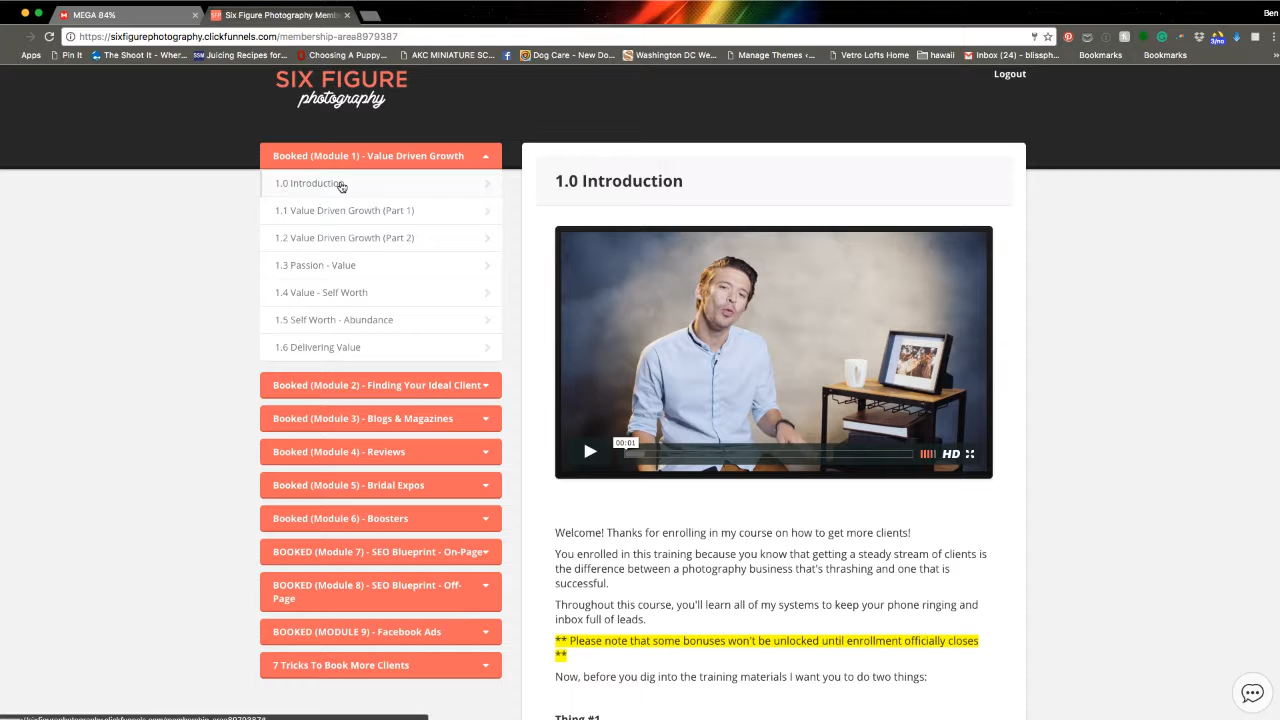 MEGA 84%
Six Figure Photography Memb
Ben
https://sixfigurephotography.clickfunnels.com/membership-area8979387
3/no
Pin It
The Shoot It - Whe...
Juicing Recipes for...
Choosing A Puppy...
AKC MINIATURE SC...
Dog Care - New Do...
Washington DC We...
Manage Themes ‹...
Vetro Lofts Home
hawaii
Inbox (24) - blissph...
Bookmarks
Bookmarks
Logout
SIX FIGURE
photography
Booked (Module 1) - Value Driven Growth
1.0 Introduction
1.1 Value Driven Growth (Part 1)
1.2 Value Driven Growth (Part 2)
1.3 Passion - Value
1.4 Value - Self Worth
1.5 Self Worth - Abundance
1.6 Delivering Value
Booked (Module 2) - Finding Your Ideal Client
Booked (Module 3) - Blogs & Magazines
Booked (Module 4) - Reviews
Booked (Module 5) - Bridal Expos
Booked (Module 6) - Boosters
BOOKED (Module 7) - SEO Blueprint - On-Page
BOOKED (Module 8) - SEO Blueprint - Off-
Page
BOOKED (MODULE 9) - Facebook Ads
7 Tricks To Book More Clients
1.0 Introduction
00:01
HD
Welcome! Thanks for enrolling in my course on how to get more clients!
You enrolled in this training because you know that getting a steady stream of clients is
the difference between a photography business that's thrashing and one that is
successful.
Throughout this course, you'll learn all of my systems to keep your phone ringing and
inbox full of leads.
** Please note that some bonuses won't be unlocked until enrollment officially closes
**
Now, before you dig into the training materials I want you to do two things:
Thing #1